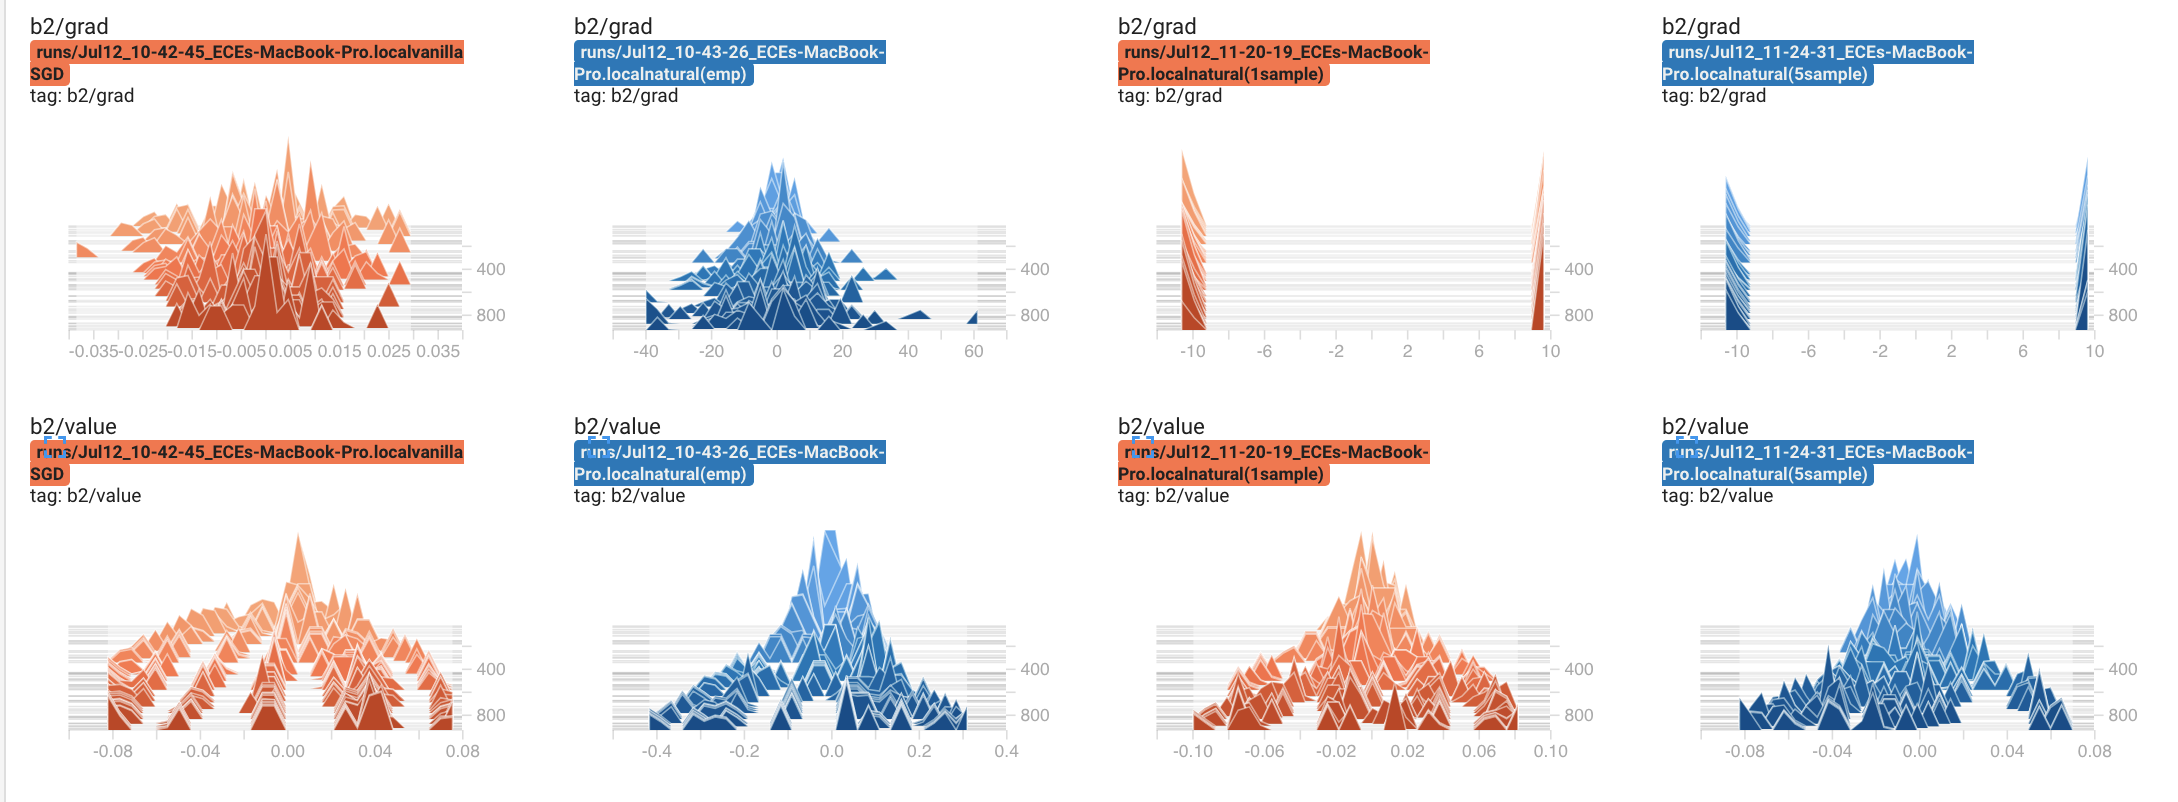 b2/grad
runs/Jul12_10-42-45_ECEs-MacBook-Pro.localvanilla
SGD
tag: b2/grad
400
800
-0.035 -0.025 -0.015 -0.005 0.005 0.015 0.025 0.035
b2/grad
runs/Jul12_10-43-26_ECEs-MacBook-
Pro.localnatural(emp)
tag: b2/grad
400
800
-40 -20 0 20 40 60
b2/grad
runs/Jul12_11-20-19_ECEs-MacBook-
Pro.localnatural(1sample)
tag: b2/grad
400
800
-10 -6 -2 2 6 10
b2/grad
runs/Jul12_11-24-31_ECEs-MacBook-
Pro.localnatural(5sample)
tag: b2/grad
400
800
-10 -6 -2 2 6 10
b2/value
runs/Jul12_10-42-45_ECEs-MacBook-Pro.localvanilla
SGD
tag: b2/value
400
800
-0.08 -0.04 0.00 0.04 0.08
b2/value
runs/Jul12_10-43-26_ECEs-MacBook-
Pro.localnatural(emp)
tag: b2/value
400
800
-0.4 -0.2 0.0 0.2 0.4
b2/value
runs/Jul12_11-20-19_ECEs-MacBook-
Pro.localnatural(1sample)
tag: b2/value
400
800
-0.10 -0.06 -0.02 0.02 0.06 0.10
b2/value
runs/Jul12_11-24-31_ECEs-MacBook-
Pro.localnatural(5sample)
tag: b2/value
400
800
-0.08 -0.04 0.00 0.04 0.08